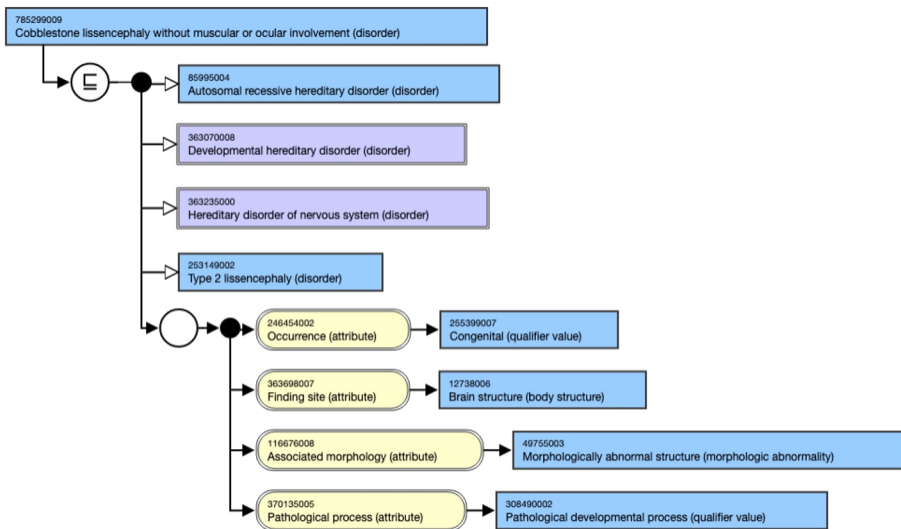 785299009
Cobblestone lissencephaly without muscular or ocular involvement (disorder)
⊑
85995004
Autosomal recessive hereditary disorder (disorder)
363070008
Developmental hereditary disorder (disorder)
363235000
Hereditary disorder of nervous system (disorder)
253149002
Type 2 lissencephaly (disorder)
246454002
Occurrence (attribute)
255399007
Congenital (qualifier value)
363698007
Finding site (attribute)
12738006
Brain structure (body structure)
116676008
Associated morphology (attribute)
49755003
Morphologically abnormal structure (morphologic abnormality)
370135005
Pathological process (attribute)
308490002
Pathological developmental process (qualifier value)